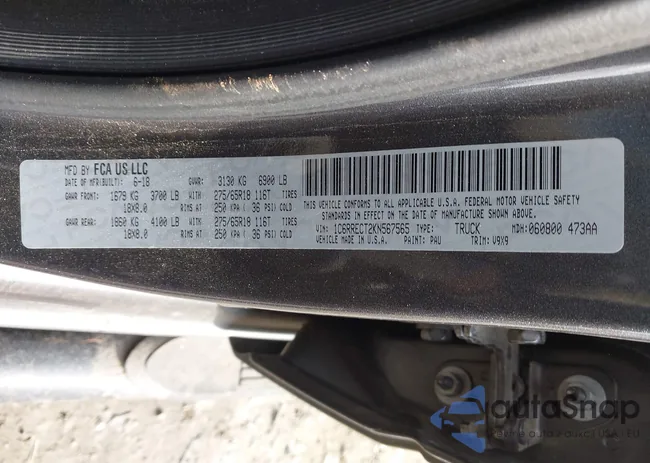 MFD BY FCA US LLC
DATE OF MFR(BUILT): 6-18 GVWR: 3130 KG 6900 LB
GAWR FRONT: 1679 KG 3700 LB 275/65R18 116T TIRES
18X8.0 RIMS AT 250 KPA( 36 PSI) COLD
GAWR REAR: 1860 KG 4100 LB 275/65R18 116T TIRES
18X8.0 RIMS AT 250 KPA( 36 PSI) COLD
THIS VEHICLE CONFORMS TO ALL APPLICABLE U.S.A. FEDERAL MOTOR VEHICLE SAFETY
STANDARDS IN EFFECT ON THE DATE OF MANUFACTURE SHOWN ABOVE.
VIN: 1C6RRECT2KN567565 TYPE: TRUCK MDH: 060800 473AA
VEHICLE MADE IN U.S.A. PAINT: PAU TRIM: V9X9
autaSnap